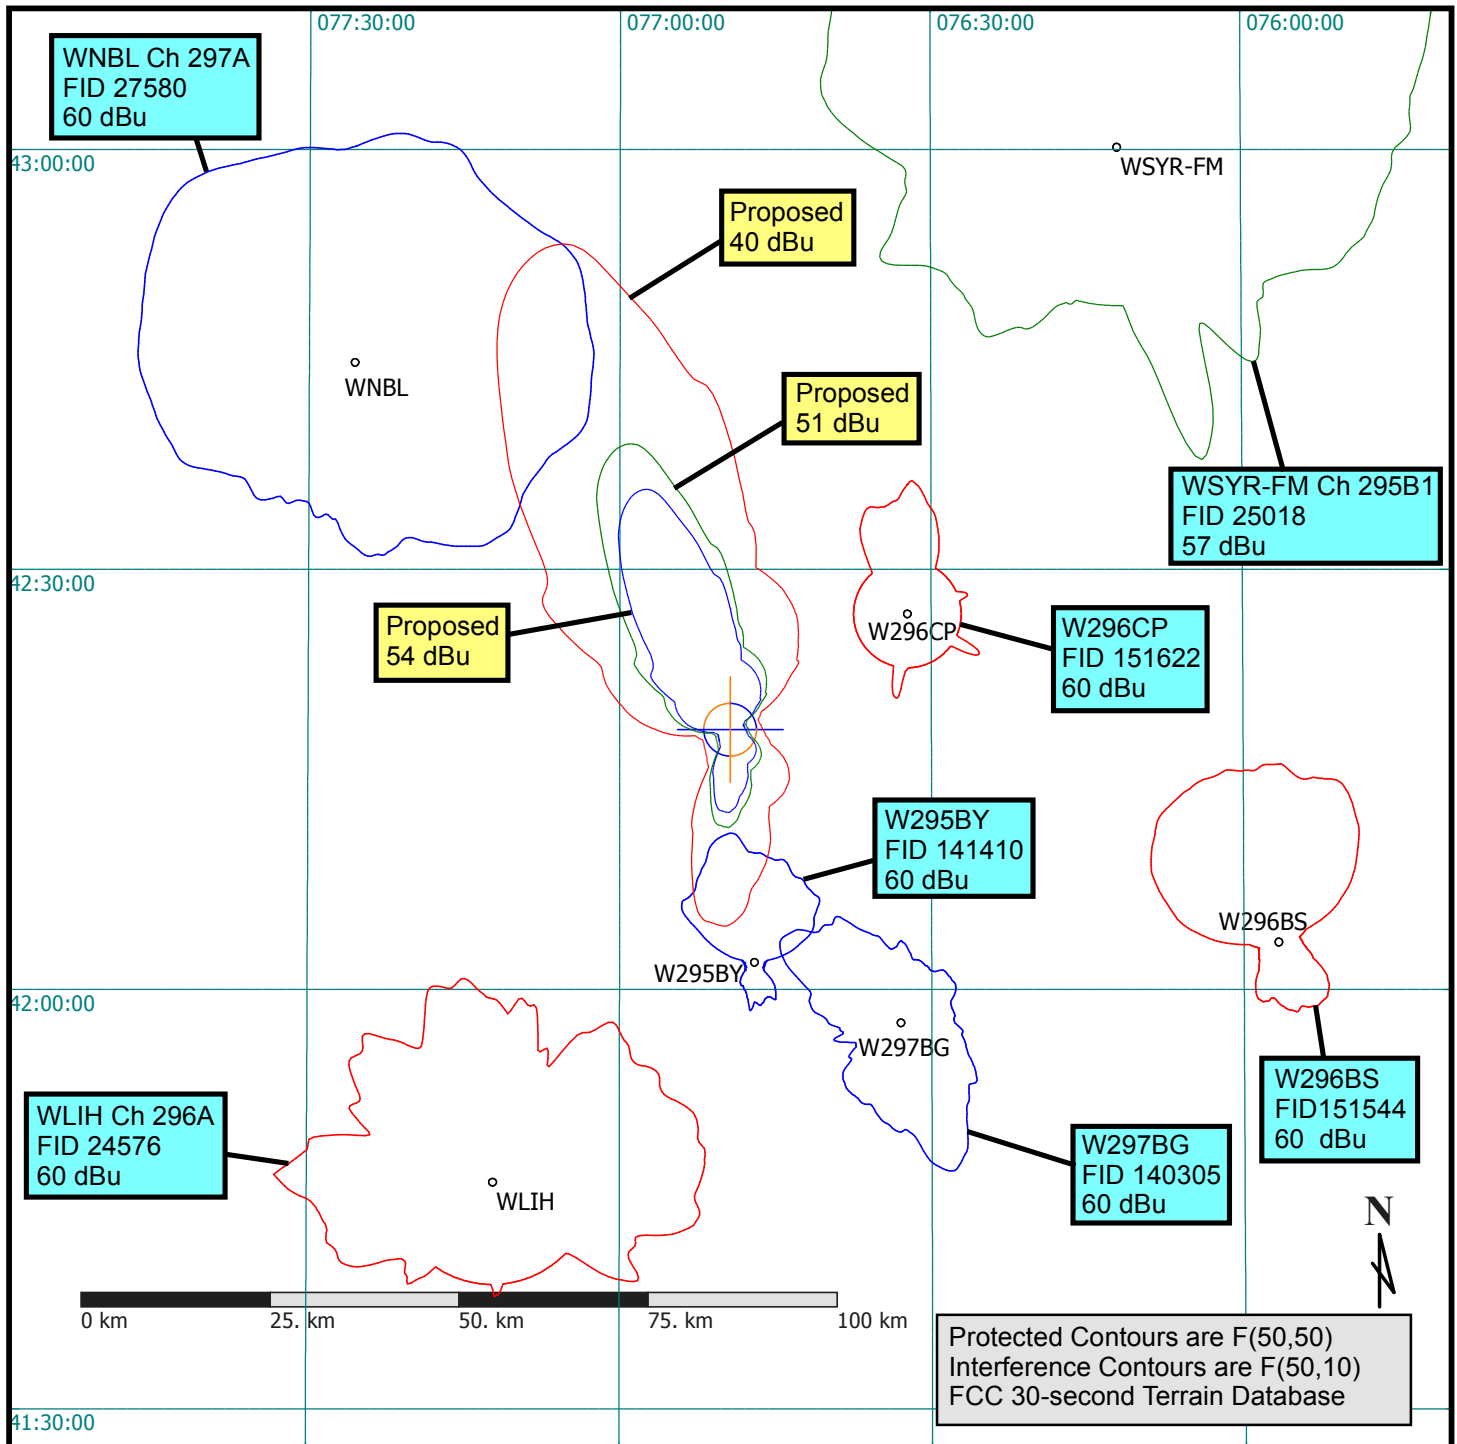 077:30:00
077:00:00
076:30:00
076:00:00
WNBL Ch 297A
FID 27580
60 dBu
43:00:00
WSYR-FM
Proposed
40 dBu
WNBL
Proposed
51 dBu
WSYR-FM Ch 295B1
FID 25018
57 dBu
42:30:00
Proposed
54 dBu
W296CP
W296CP
FID 151622
60 dBu
W295BY
FID 141410
60 dBu
W296BS
W295BY
42:00:00
W297BG
W296BS
FID151544
60 dBu
WLIH Ch 296A
FID 24576
60 dBu
W297BG
FID 140305
60 dBu
WLIH
N
0 km
25. km
50. km
75. km
100 km
Protected Contours are F(50,50)
Interference Contours are F(50,10)
FCC 30-second Terrain Database
41:30:00